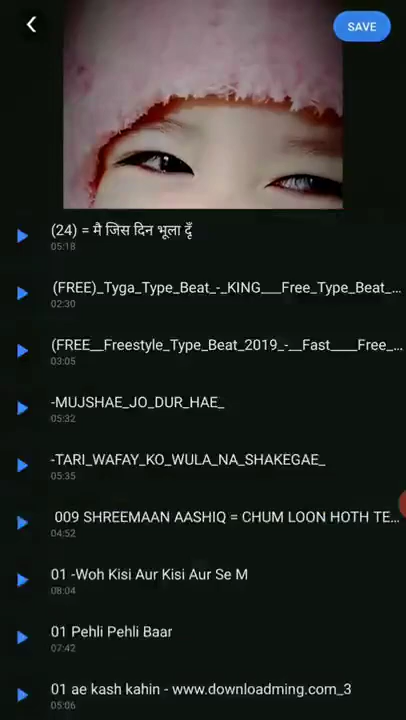 SAVE
(24) = मै जिस दिन भूला दूँ
05:18
(FREE)_Tyga_Type_Beat_-_KING___Free_Type_Beat_...
02:30
(FREE__Freestyle_Type_Beat_2019_-__Fast____Free_...
03:05
-MUJSHAE_JO_DUR_HAE_
05:32
-TARI_WAFAY_KO_WULA_NA_SHAKEGAE_
05:35
009 SHREEMAAN AASHIQ = CHUM LOON HOTH TE...
04:52
01 -Woh Kisi Aur Kisi Aur Se M
08:04
01 Pehli Pehli Baar
07:42
01 ae kash kahin - www.downloadming.com_3
05:06